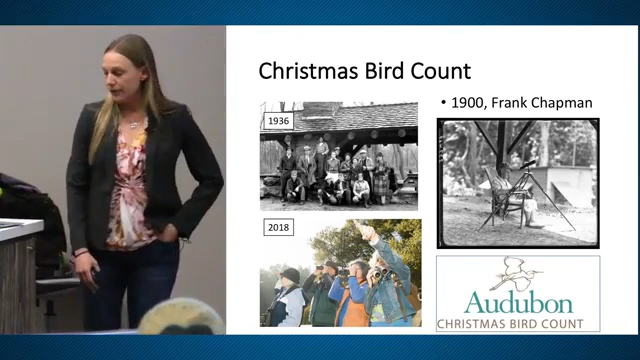 Christmas Bird Count
1936
• 1900, Frank Chapman
2018
Audubon
CHRISTMAS BIRD COUNT